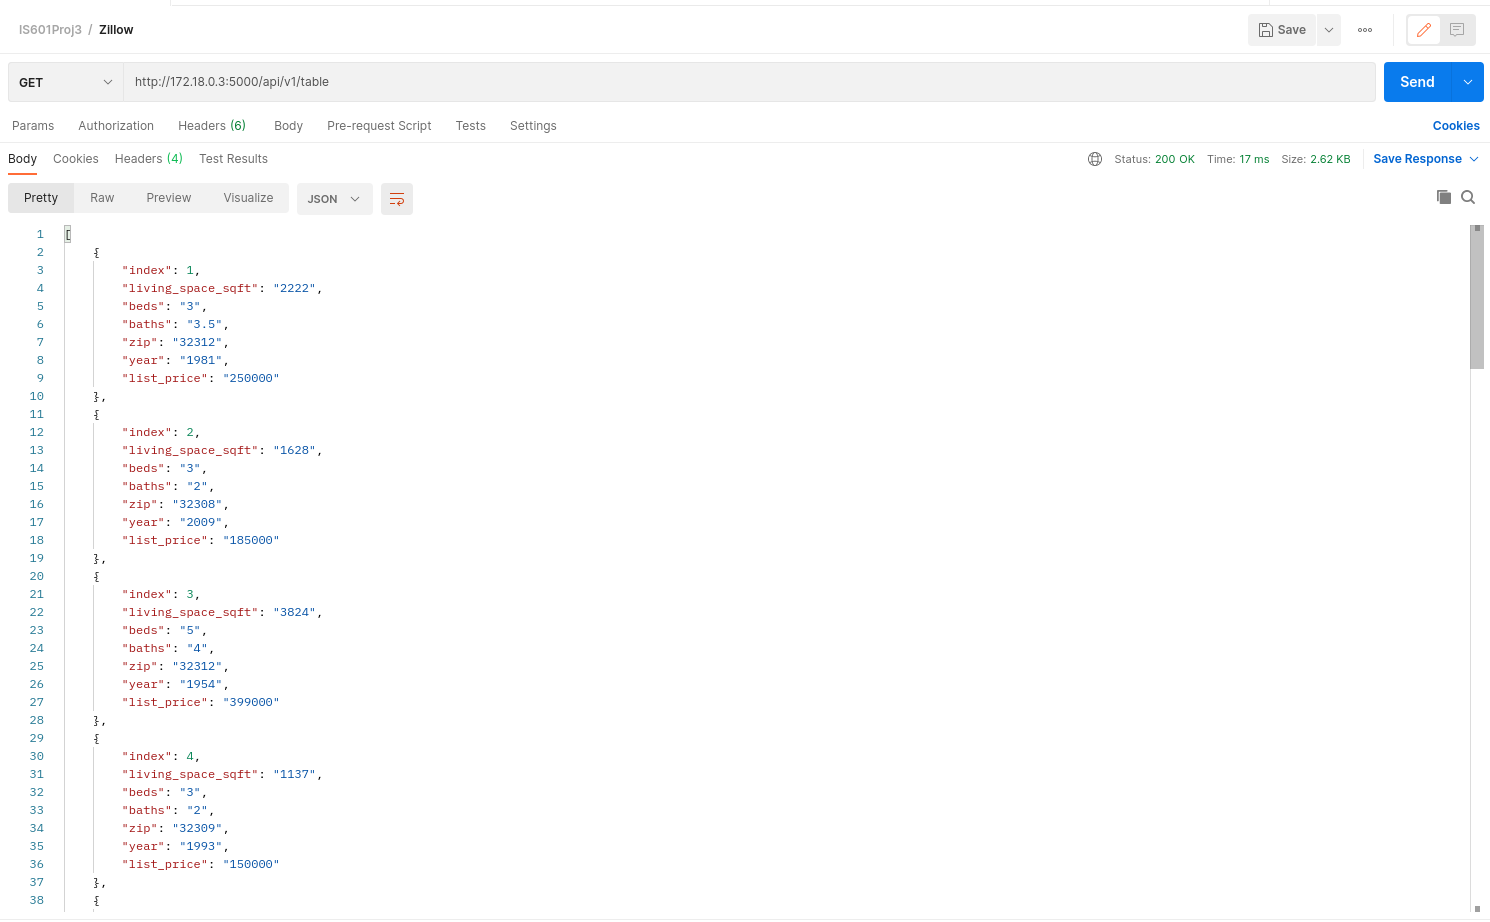 IS601Proj3 / Zillow
Save
GET http://172.18.0.3:5000/api/v1/table Send
Params Authorization Headers (6) Body Pre-request Script Tests Settings Cookies
Body Cookies Headers (4) Test Results Status: 200 OK Time: 17 ms Size: 2.62 KB Save Response
Pretty Raw Preview Visualize JSON
1 [
2 {
3 "index": 1,
4 "living_space_sqft": "2222",
5 "beds": "3",
6 "baths": "3.5",
7 "zip": "32312",
8 "year": "1981",
9 "list_price": "250000"
10 },
11 {
12 "index": 2,
13 "living_space_sqft": "1628",
14 "beds": "3",
15 "baths": "2",
16 "zip": "32308",
17 "year": "2009",
18 "list_price": "185000"
19 },
20 {
21 "index": 3,
22 "living_space_sqft": "3824",
23 "beds": "5",
24 "baths": "4",
25 "zip": "32312",
26 "year": "1954",
27 "list_price": "399000"
28 },
29 {
30 "index": 4,
31 "living_space_sqft": "1137",
32 "beds": "3",
33 "baths": "2",
34 "zip": "32309",
35 "year": "1993",
36 "list_price": "150000"
37 },
38 {